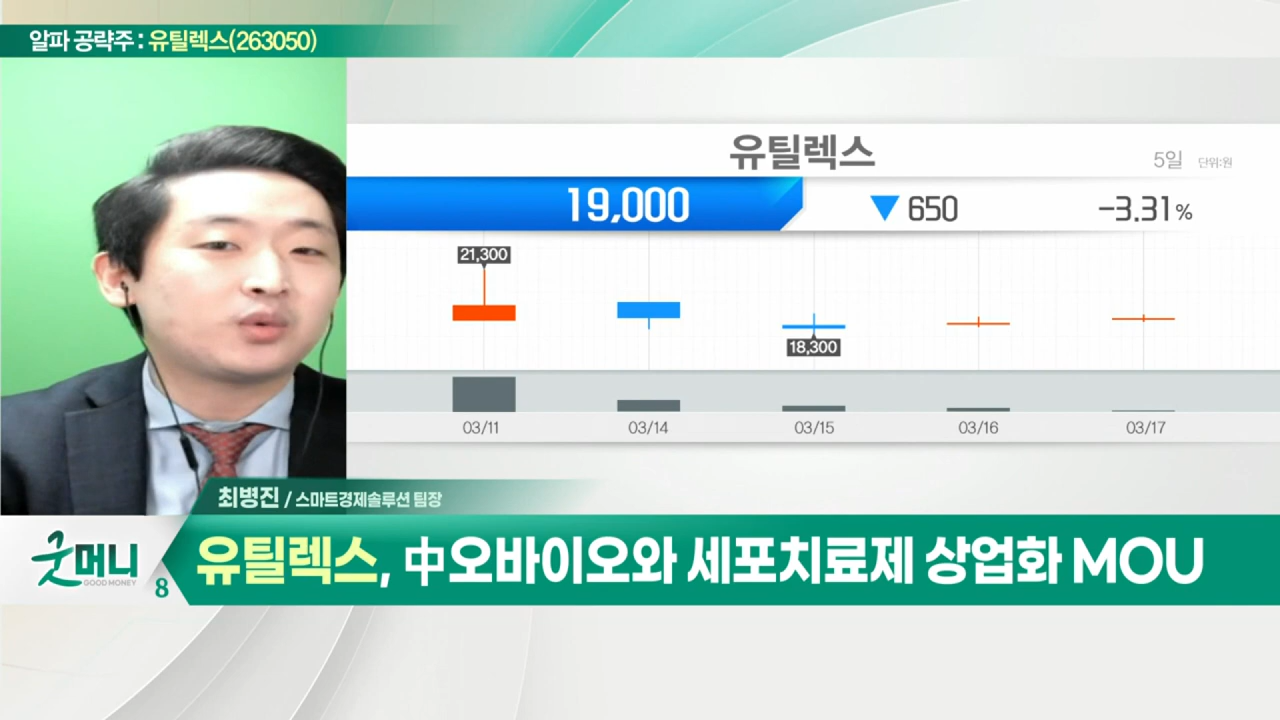 알파 공략주 : 유틸렉스(263050)
유틸렉스
5일 단위:원
19,000 ▼ 650 -3.31%
21,300
18,300
03/11 03/14 03/15 03/16 03/17
최병진 / 스마트경제솔루션 팀장
굿머니
GOOD MONEY
8
유틸렉스, 中오바이오와 세포치료제 상업화 MOU